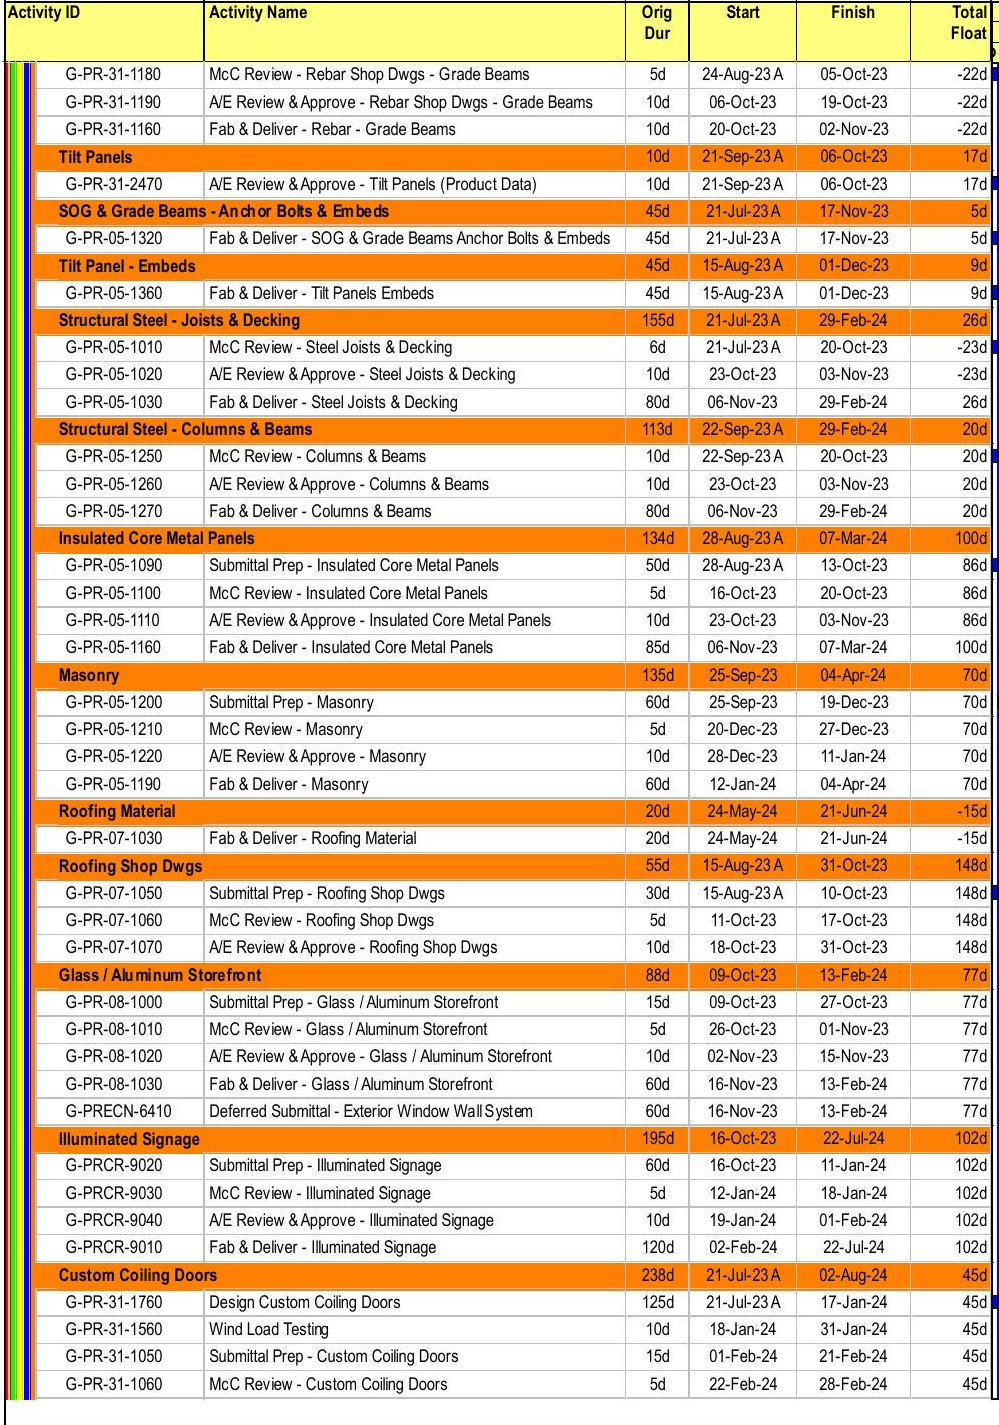 Activity ID Activity Name Orig Dur Start Finish Total Float
G-PR-31-1180 McC Review - Rebar Shop Dwgs - Grade Beams 5d 24-Aug-23 A 05-Oct-23 -22d
G-PR-31-1190 A/E Review & Approve - Rebar Shop Dwgs - Grade Beams 10d 06-Oct-23 19-Oct-23 -22d
G-PR-31-1160 Fab & Deliver - Rebar - Grade Beams 10d 20-Oct-23 02-Nov-23 -22d
Tilt Panels 10d 21-Sep-23 A 06-Oct-23 17d
G-PR-31-2470 A/E Review & Approve - Tilt Panels (Product Data) 10d 21-Sep-23 A 06-Oct-23 17d
SOG & Grade Beams - Anchor Bolts & Embeds 45d 21-Jul-23 A 17-Nov-23 5d
G-PR-05-1320 Fab & Deliver - SOG & Grade Beams Anchor Bolts & Embeds 45d 21-Jul-23 A 17-Nov-23 5d
Tilt Panel - Embeds 45d 15-Aug-23 A 01-Dec-23 9d
G-PR-05-1360 Fab & Deliver - Tilt Panels Embeds 45d 15-Aug-23 A 01-Dec-23 9d
Structural Steel - Joists & Decking 155d 21-Jul-23 A 29-Feb-24 26d
G-PR-05-1010 McC Review - Steel Joists & Decking 6d 21-Jul-23 A 20-Oct-23 -23d
G-PR-05-1020 A/E Review & Approve - Steel Joists & Decking 10d 23-Oct-23 03-Nov-23 -23d
G-PR-05-1030 Fab & Deliver - Steel Joists & Decking 80d 06-Nov-23 29-Feb-24 26d
Structural Steel - Columns & Beams 113d 22-Sep-23 A 29-Feb-24 20d
G-PR-05-1250 McC Review - Columns & Beams 10d 22-Sep-23 A 20-Oct-23 20d
G-PR-05-1260 A/E Review & Approve - Columns & Beams 10d 23-Oct-23 03-Nov-23 20d
G-PR-05-1270 Fab & Deliver - Columns & Beams 80d 06-Nov-23 29-Feb-24 20d
Insulated Core Metal Panels 134d 28-Aug-23 A 07-Mar-24 100d
G-PR-05-1090 Submittal Prep - Insulated Core Metal Panels 50d 28-Aug-23 A 13-Oct-23 86d
G-PR-05-1100 McC Review - Insulated Core Metal Panels 5d 16-Oct-23 20-Oct-23 86d
G-PR-05-1110 A/E Review & Approve - Insulated Core Metal Panels 10d 23-Oct-23 03-Nov-23 86d
G-PR-05-1160 Fab & Deliver - Insulated Core Metal Panels 85d 06-Nov-23 07-Mar-24 100d
Masonry 135d 25-Sep-23 04-Apr-24 70d
G-PR-05-1200 Submittal Prep - Masonry 60d 25-Sep-23 19-Dec-23 70d
G-PR-05-1210 McC Review - Masonry 5d 20-Dec-23 27-Dec-23 70d
G-PR-05-1220 A/E Review & Approve - Masonry 10d 28-Dec-23 11-Jan-24 70d
G-PR-05-1190 Fab & Deliver - Masonry 60d 12-Jan-24 04-Apr-24 70d
Roofing Material 20d 24-May-24 21-Jun-24 -15d
G-PR-07-1030 Fab & Deliver - Roofing Material 20d 24-May-24 21-Jun-24 -15d
Roofing Shop Dwgs 55d 15-Aug-23 A 31-Oct-23 148d
G-PR-07-1050 Submittal Prep - Roofing Shop Dwgs 30d 15-Aug-23 A 10-Oct-23 148d
G-PR-07-1060 McC Review - Roofing Shop Dwgs 5d 11-Oct-23 17-Oct-23 148d
G-PR-07-1070 A/E Review & Approve - Roofing Shop Dwgs 10d 18-Oct-23 31-Oct-23 148d
Glass / Aluminum Storefront 88d 09-Oct-23 13-Feb-24 77d
G-PR-08-1000 Submittal Prep - Glass / Aluminum Storefront 15d 09-Oct-23 27-Oct-23 77d
G-PR-08-1010 McC Review - Glass / Aluminum Storefront 5d 26-Oct-23 01-Nov-23 77d
G-PR-08-1020 A/E Review & Approve - Glass / Aluminum Storefront 10d 02-Nov-23 15-Nov-23 77d
G-PR-08-1030 Fab & Deliver - Glass / Aluminum Storefront 60d 16-Nov-23 13-Feb-24 77d
G-PRECN-6410 Deferred Submittal - Exterior Window Wall System 60d 16-Nov-23 13-Feb-24 77d
Illuminated Signage 195d 16-Oct-23 22-Jul-24 102d
G-PRCR-9020 Submittal Prep - Illuminated Signage 60d 16-Oct-23 11-Jan-24 102d
G-PRCR-9030 McC Review - Illuminated Signage 5d 12-Jan-24 18-Jan-24 102d
G-PRCR-9040 A/E Review & Approve - Illuminated Signage 10d 19-Jan-24 01-Feb-24 102d
G-PRCR-9010 Fab & Deliver - Illuminated Signage 120d 02-Feb-24 22-Jul-24 102d
Custom Coiling Doors 238d 21-Jul-23 A 02-Aug-24 45d
G-PR-31-1760 Design Custom Coiling Doors 125d 21-Jul-23 A 17-Jan-24 45d
G-PR-31-1560 Wind Load Testing 10d 18-Jan-24 31-Jan-24 45d
G-PR-31-1050 Submittal Prep - Custom Coiling Doors 15d 01-Feb-24 21-Feb-24 45d
G-PR-31-1060 McC Review - Custom Coiling Doors 5d 22-Feb-24 28-Feb-24 45d